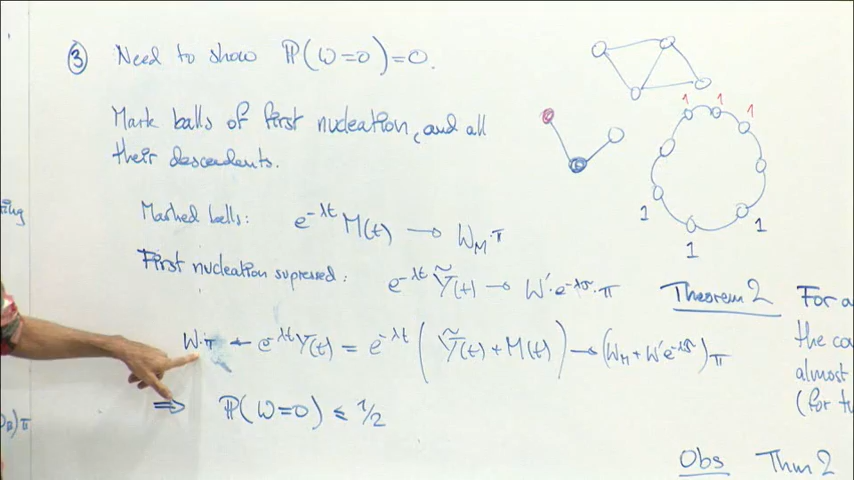 ③ Need to show ℙ(W=0)=0.
Mark balls of first nucleation, and all
their descendents.
Marked balls: e^{-λt} M(t) → W_M·π
First nucleation supressed: e^{-λt} Ỹ(t) → W'·e^{-λσ}·π
W·π ← e^{-λt} Y(t) = e^{-λt} ( Ỹ(t) + M(t) ) → (W_M + W'e^{-λσ})π
⇒ ℙ(W=0) ≤ 1/2
1 1 1
1 1 1
Theorem 2 For a
the co
almost
(for t
Obs Thm 2